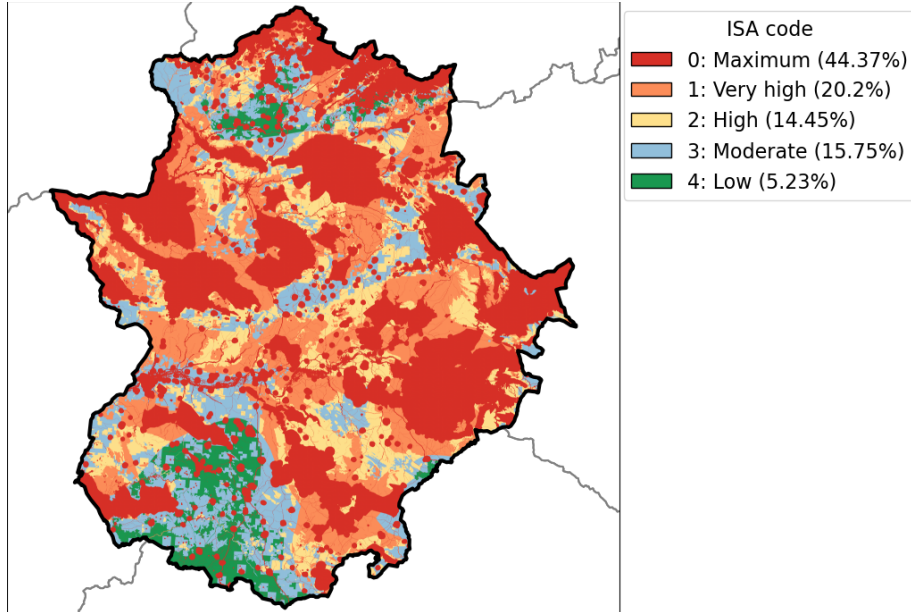 ISA code
0: Maximum (44.37%)
1: Very high (20.2%)
2: High (14.45%)
3: Moderate (15.75%)
4: Low (5.23%)